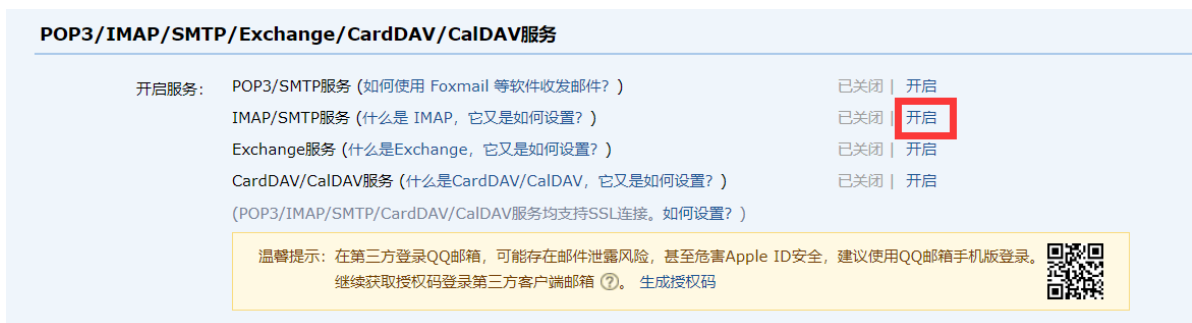 POP3/IMAP/SMTP/Exchange/CardDAV/CalDAV服务
开启服务： POP3/SMTP服务 (如何使用 Foxmail 等软件收发邮件？) 已关闭 | 开启
IMAP/SMTP服务 (什么是 IMAP，它又是如何设置？) 已关闭 | 开启
Exchange服务 (什么是Exchange，它又是如何设置？) 已关闭 | 开启
CardDAV/CalDAV服务 (什么是CardDAV/CalDAV，它又是如何设置？) 已关闭 | 开启
(POP3/IMAP/SMTP/CardDAV/CalDAV服务均支持SSL连接。如何设置？)
温馨提示：在第三方登录QQ邮箱，可能存在邮件泄露风险，甚至危害Apple ID安全，建议使用QQ邮箱手机版登录。
继续获取授权码登录第三方客户端邮箱 ?。 生成授权码